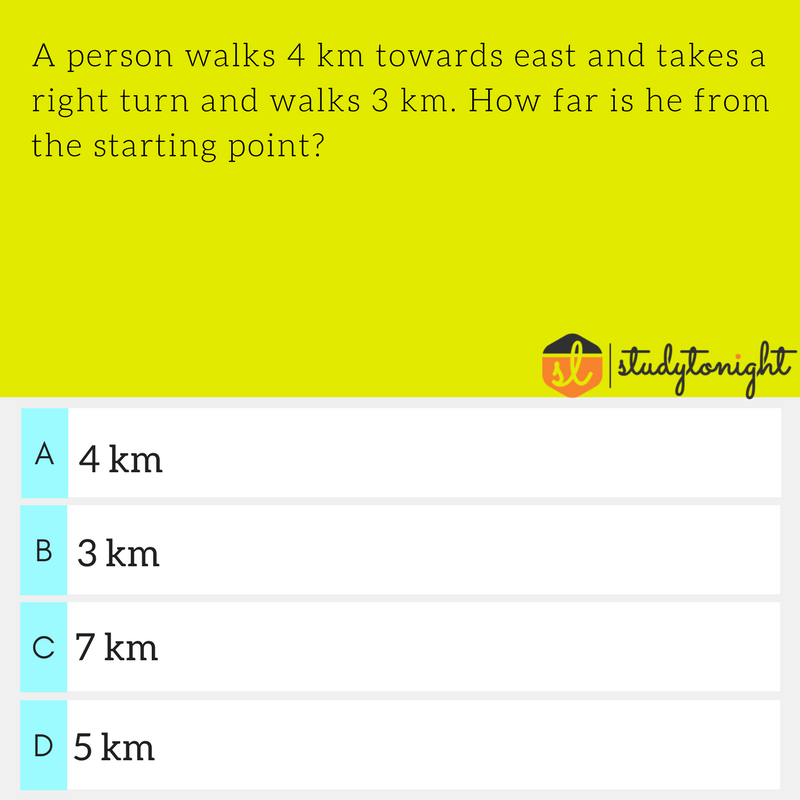 A person walks 4 km towards east and takes a
right turn and walks 3 km. How far is he from
the starting point?
sl | studytonight
A 4 km
B 3 km
C 7 km
D 5 km